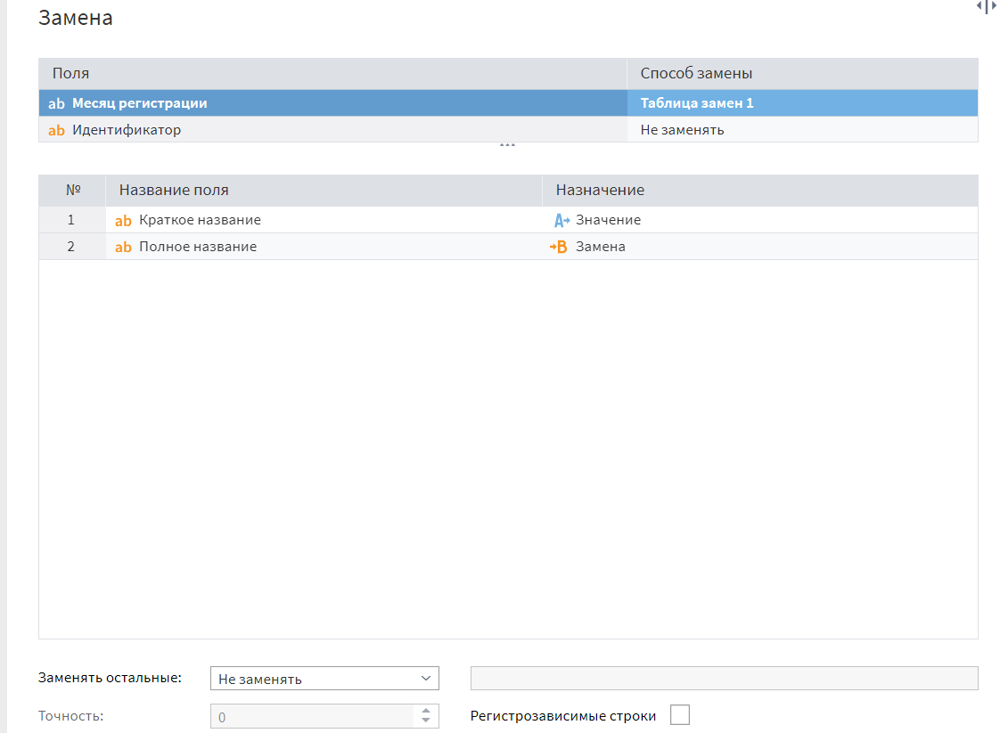 Замена
Поля Способ замены
ab Месяц регистрации Таблица замен 1
ab Идентификатор Не заменять
№ Название поля Назначение
1 ab Краткое название A Значение
2 ab Полное название B Замена
Заменять остальные: Не заменять
Точность: 0 Регистрозависимые строки